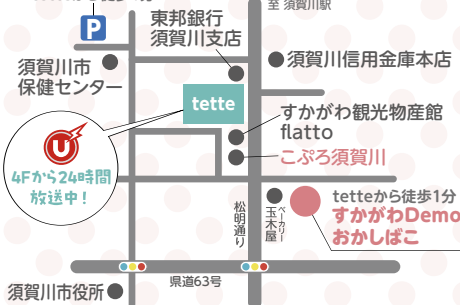 至 須賀川駅
P
東邦銀行
須賀川支店
須賀川市
保健センター
須賀川信用金庫本店
tette
すかがわ観光物産館
flatto
こぷろ須賀川
4Fから24時間
放送中！
松明通り
ベーカリー
玉木屋
tetteから徒歩1分
すかがわDemo
おかしばこ
県道63号
須賀川市役所